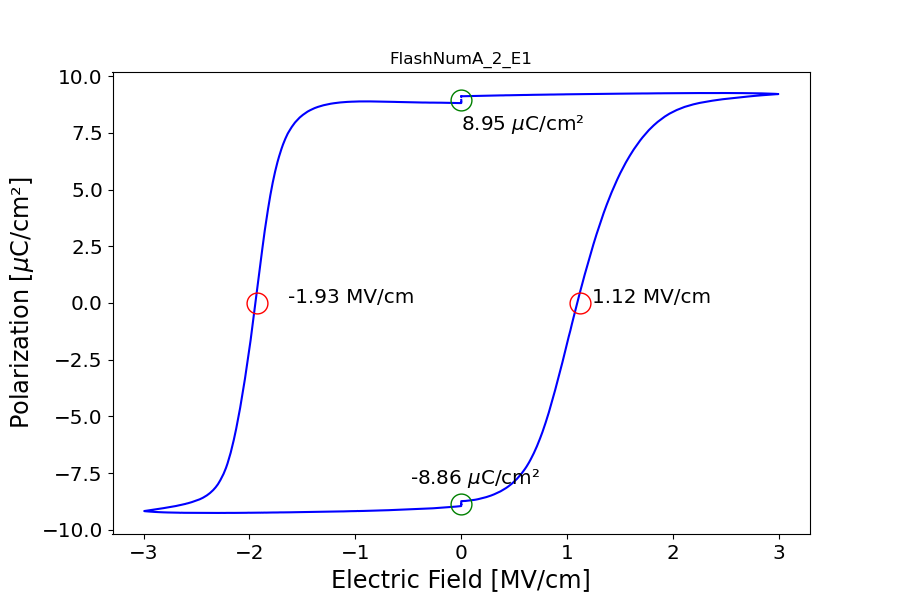 FlashNumA_2_E1
Polarization [μC/cm²]
10.0
7.5
5.0
2.5
0.0
−2.5
−5.0
−7.5
−10.0
8.95 μC/cm²
-1.93 MV/cm
1.12 MV/cm
-8.86 μC/cm²
−3
−2
−1
0
1
2
3
Electric Field [MV/cm]